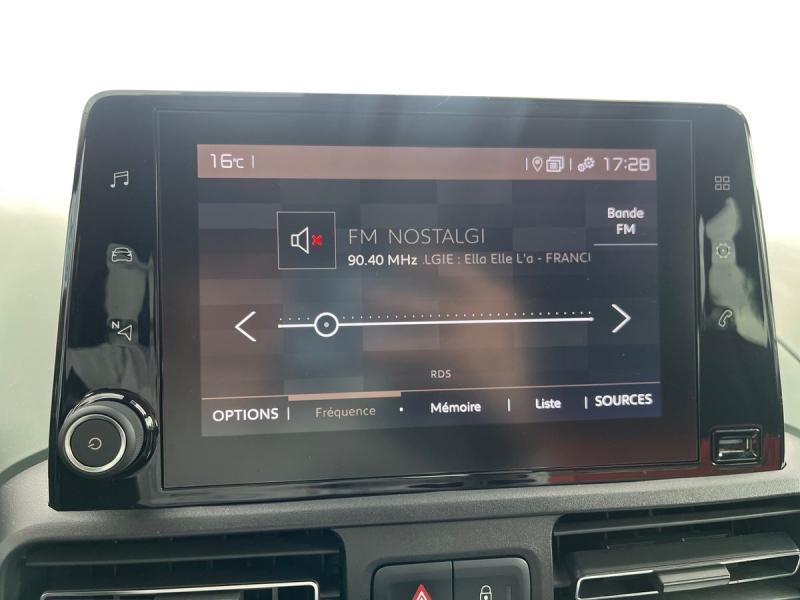 16°C 17:28
Bande
FM
FM NOSTALGI
90.40 MHz .LGIE : Ella Elle L'a - FRANCI
RDS
OPTIONS | Fréquence Mémoire | Liste | SOURCES
N